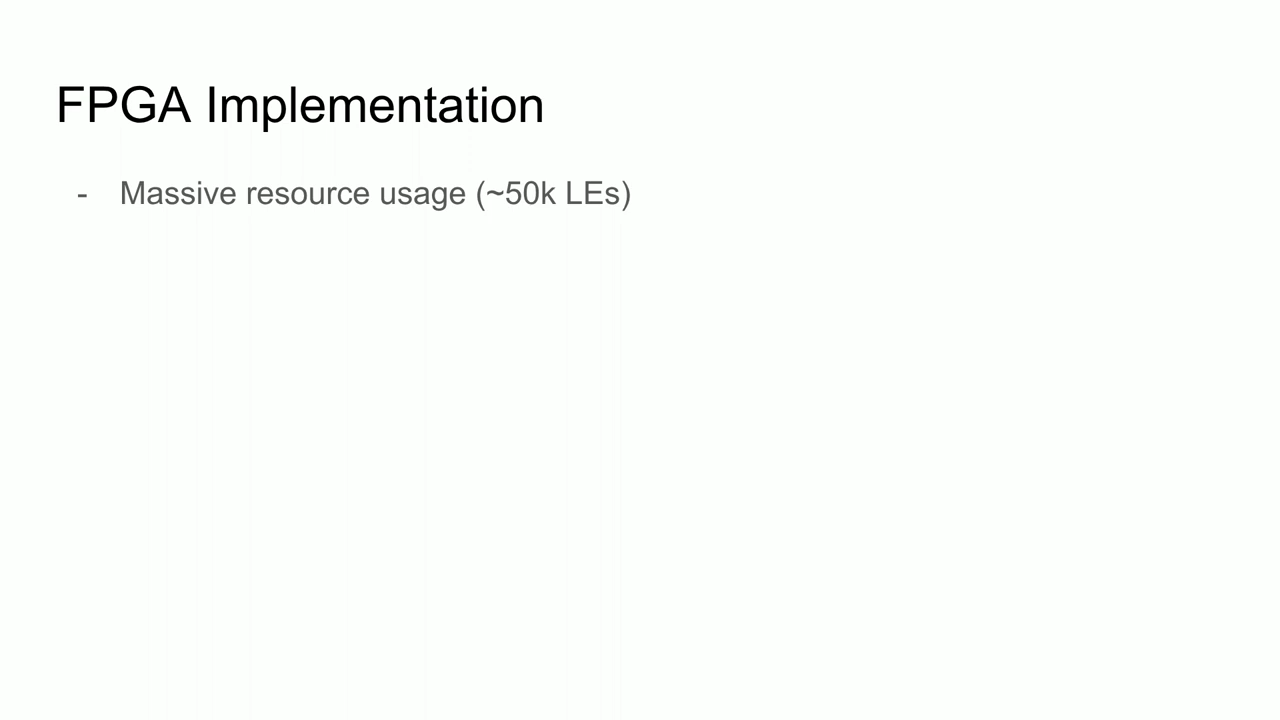 FPGA Implementation
- Massive resource usage (~50k LEs)